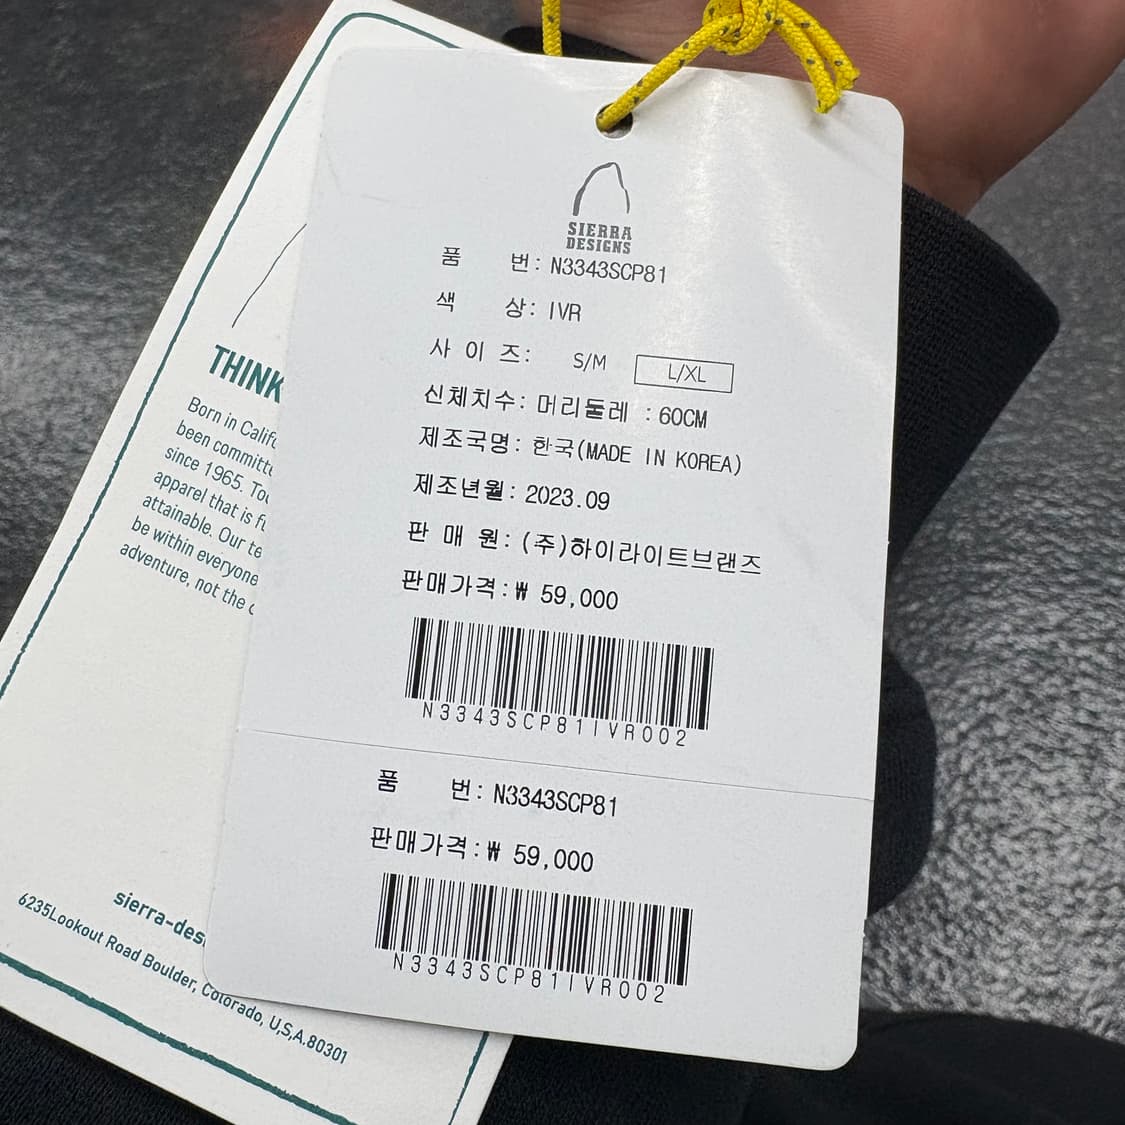 SIERRA
DESIGNS
품 번: N3343SCP81
색 상: IVR
사 이 즈: S/M L/XL
신체치수: 머리둘레 : 60CM
제조국명: 한국(MADE IN KOREA)
제조년월: 2023.09
판 매 원: (주)하이라이트브랜즈
판매가격:₩ 59,000
N3343SCP81IVR002
품 번: N3343SCP81
판매가격:₩ 59,000
N3343SCP81IVR002
THINK
Born in Calif
been committ
since 1965. To
apparel that is f
attainable. Our te
be within everyone
adventure, not the
sierra-des
6235Lookout Road Boulder, Colorado, U,S,A.80301